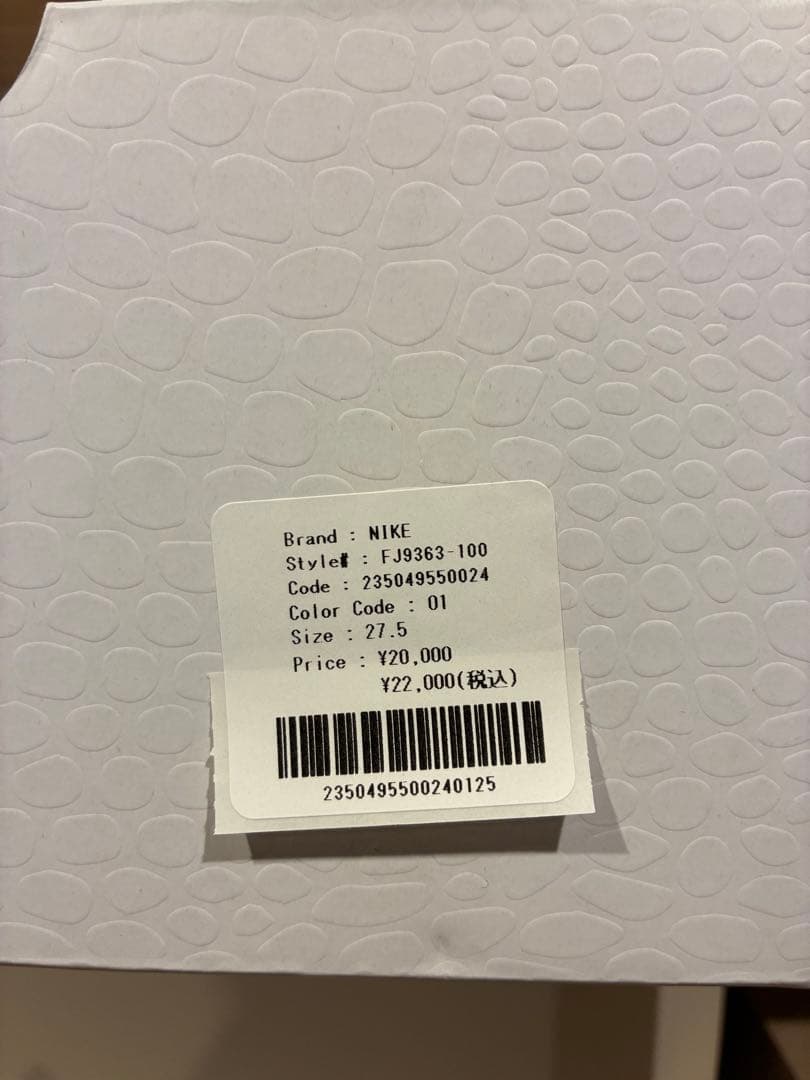 Brand : NIKE
Style# : FJ9363-100
Code : 235049550024
Color Code : 01
Size : 27.5
Price : ¥20,000
¥22,000(税込)
2350495500240125